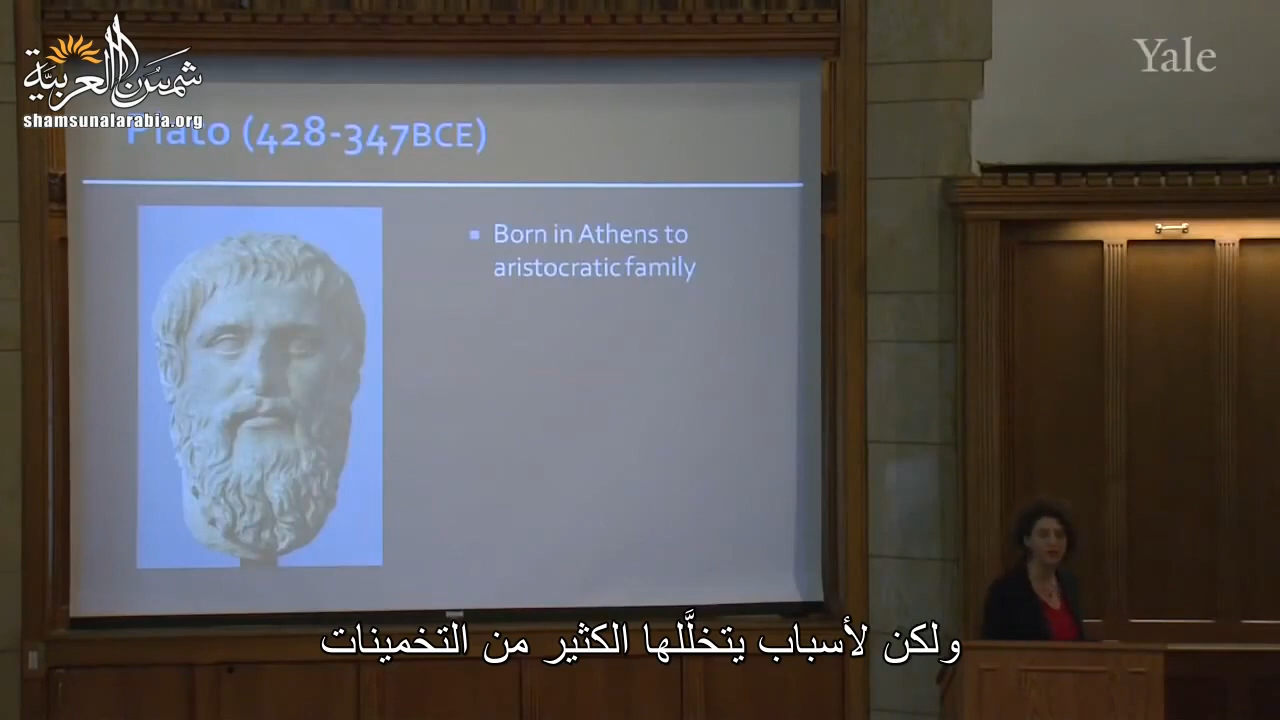 شمس العربية
shamsunalarabia.org
Yale
Plato (428-347BCE)
▪ Born in Athens to
aristocratic family
ولكن لأسباب يتخلَّلها الكثير من التخمينات